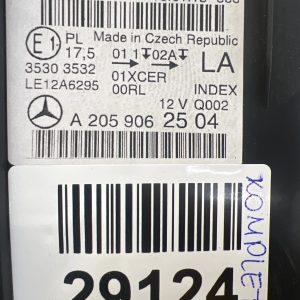 E1 PL Made in Czech Republic
17,5 01 1 02A LA
3530 3532
01XCER
LE12A6295 00RL INDEX
12 V Q002
A 205 906 25 04
29124
KOMPLE